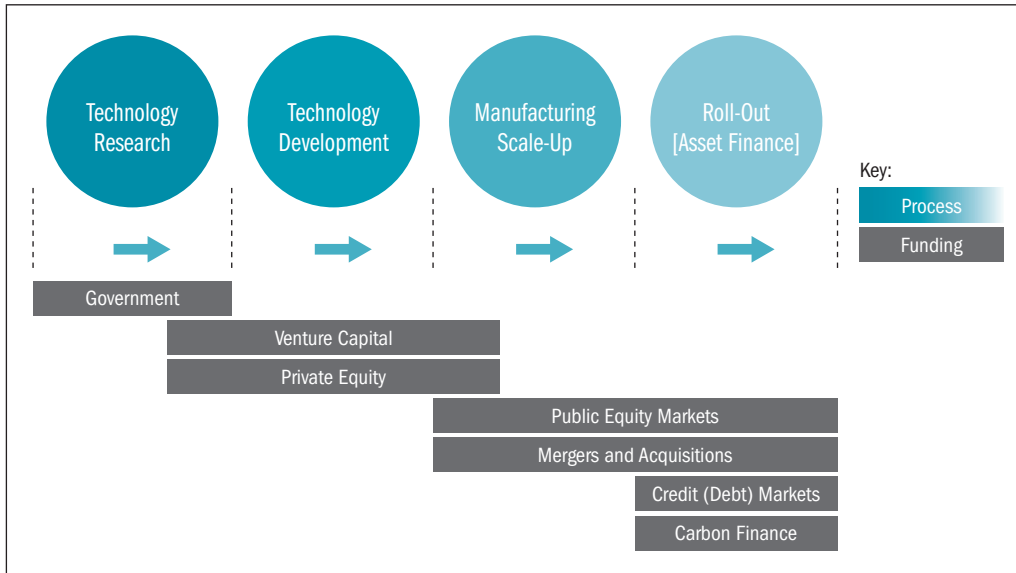 Technology
Research
Technology
Development
Manufacturing
Scale-Up
Roll-Out
[Asset Finance]
Key:
Process
Funding
Government
Venture Capital
Private Equity
Public Equity Markets
Mergers and Acquisitions
Credit (Debt) Markets
Carbon Finance